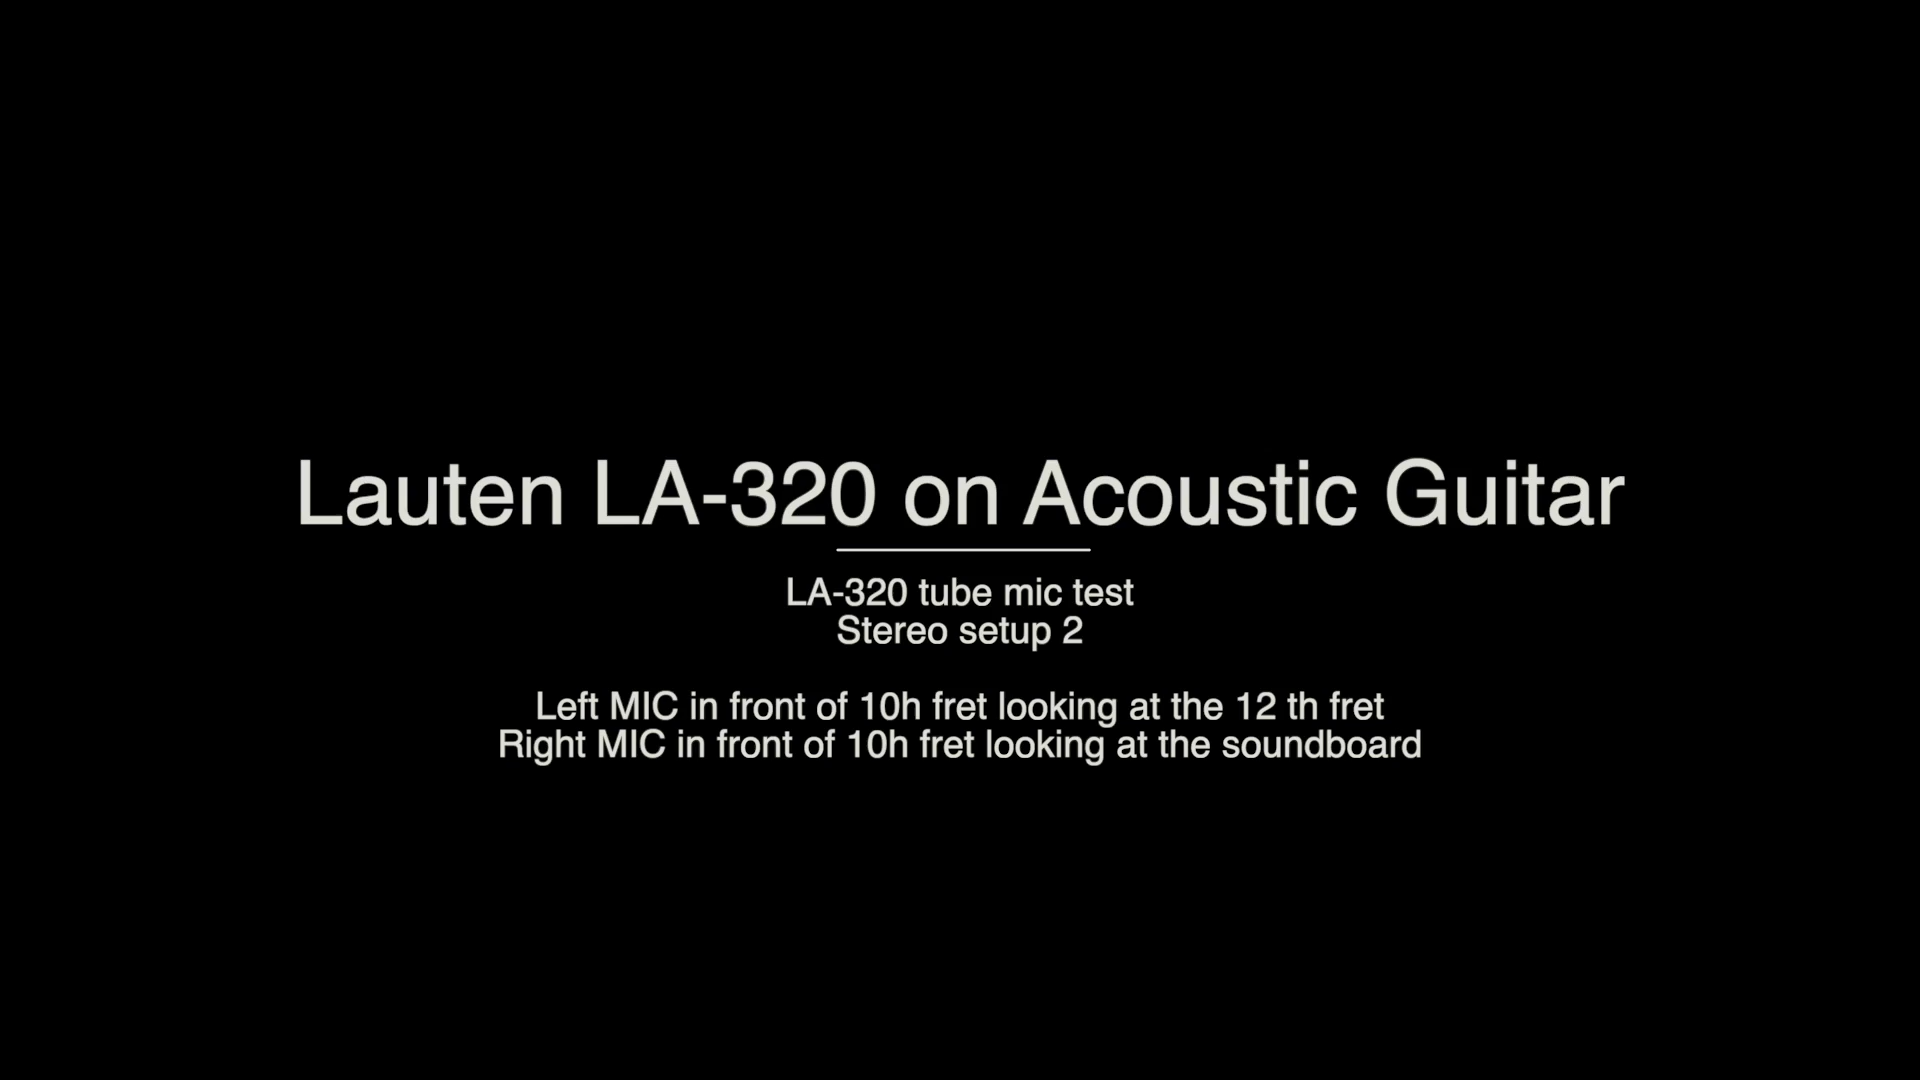 Lauten LA-320 on Acoustic Guitar
LA-320 tube mic test
Stereo setup 2
Left MIC in front of 10h fret looking at the 12 th fret
Right MIC in front of 10h fret looking at the soundboard